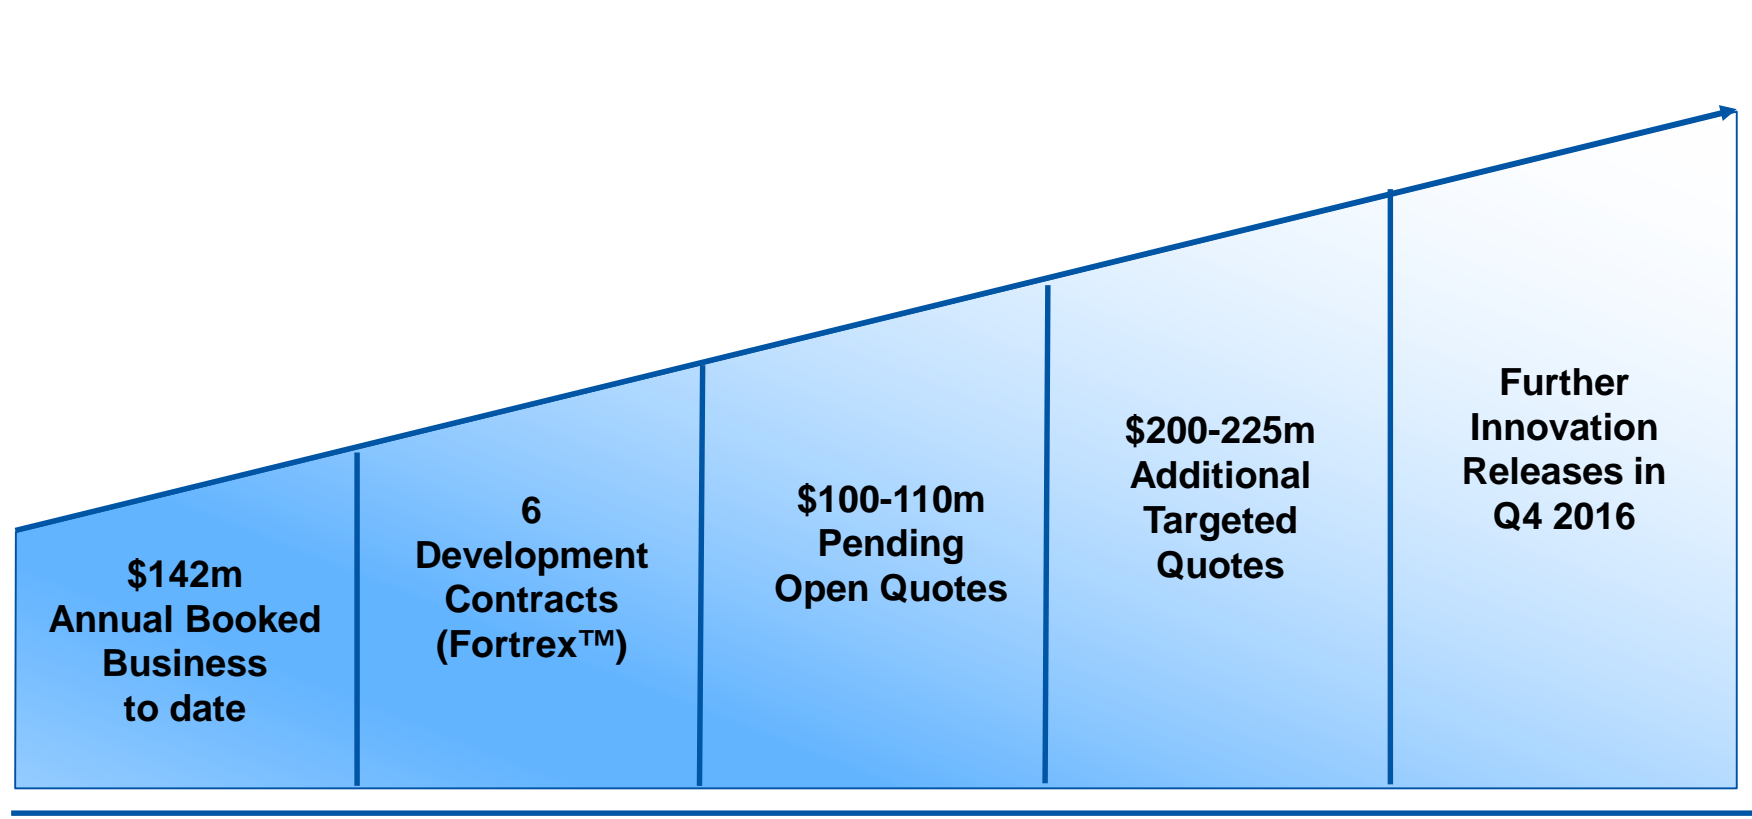 $142m
Annual Booked
Business
to date
6
Development
Contracts
(Fortrex™)
$100-110m
Pending
Open Quotes
$200-225m
Additional
Targeted
Quotes
Further
Innovation
Releases in
Q4 2016